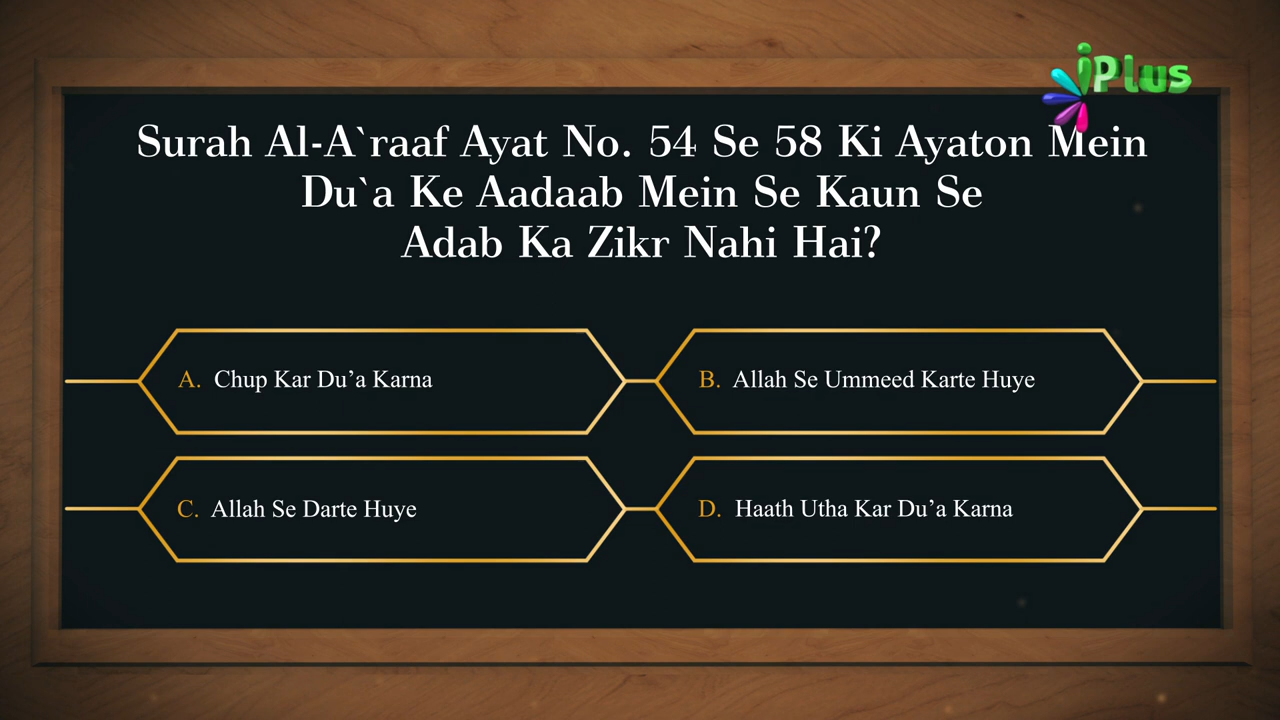 iPlus
Surah Al-A`raaf Ayat No. 54 Se 58 Ki Ayaton Mein
Du`a Ke Aadaab Mein Se Kaun Se
Adab Ka Zikr Nahi Hai?
A. Chup Kar Du’a Karna
B. Allah Se Ummeed Karte Huye
C. Allah Se Darte Huye
D. Haath Utha Kar Du’a Karna